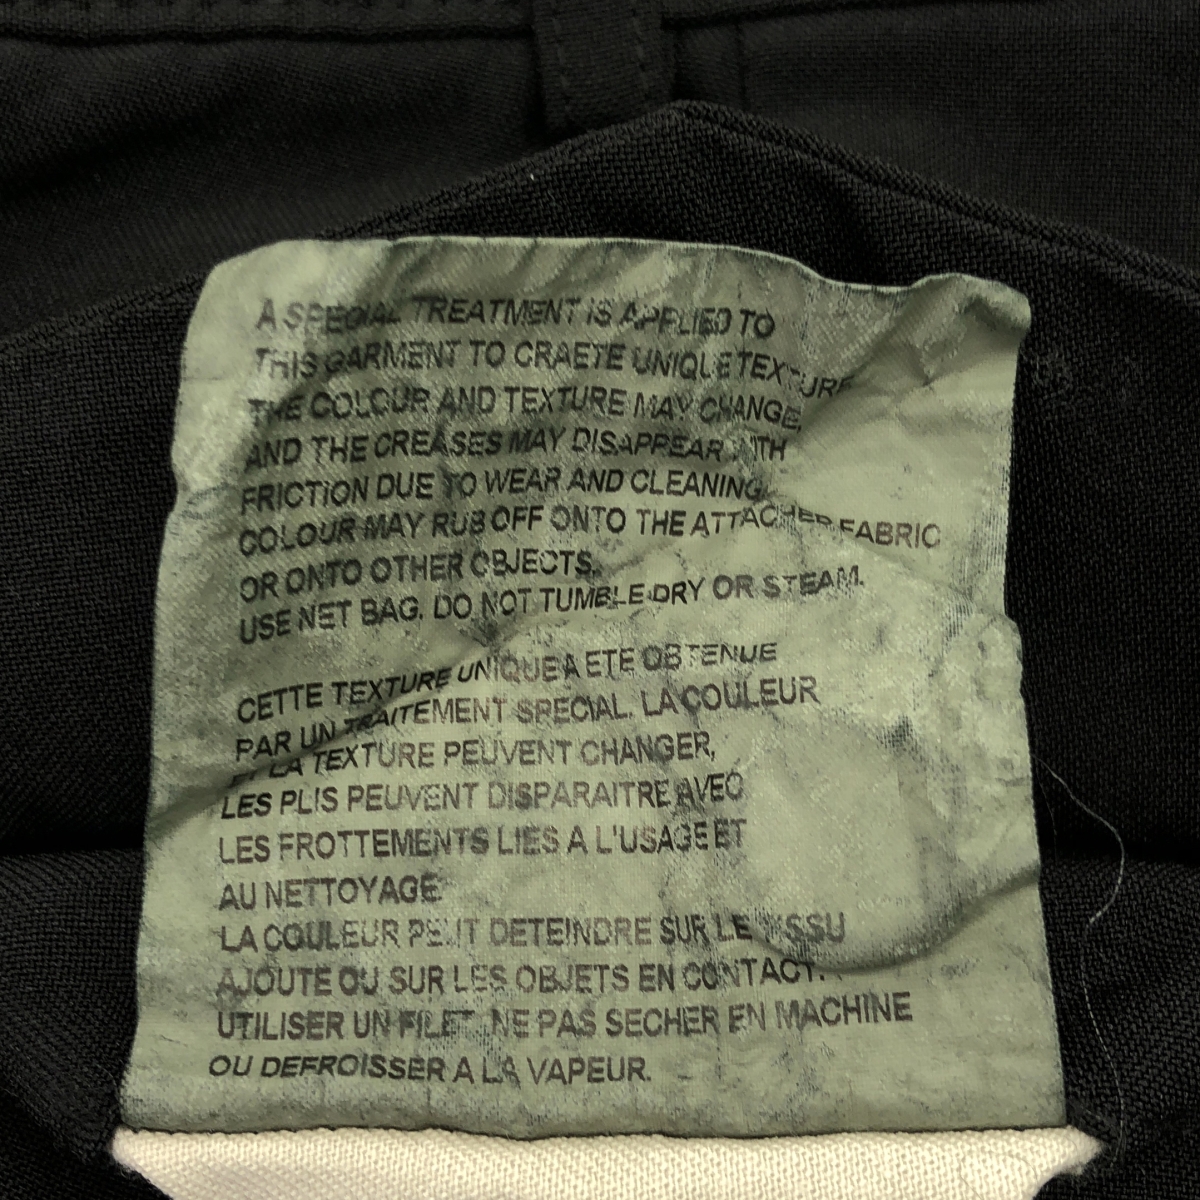 A SPECIAL TREATMENT IS APPLIED TO
THIS GARMENT TO CRAETE UNIQUE TEXTURE
THE COLOUR AND TEXTURE MAY CHANGE,
AND THE CREASES MAY DISAPPEAR WITH
FRICTION DUE TO WEAR AND CLEANING
COLOUR MAY RUB OFF ONTO THE ATTACHED FABRIC
OR ONTO OTHER OBJECTS.
USE NET BAG. DO NOT TUMBLE DRY OR STEAM.
CETTE TEXTURE UNIQUE A ETE OBTENUE
PAR UN TRAITEMENT SPECIAL. LA COULEUR
ET LA TEXTURE PEUVENT CHANGER,
LES PLIS PEUVENT DISPARAITRE AVEC
LES FROTTEMENTS LIES A L'USAGE ET
AU NETTOYAGE
LA COULEUR PEUT DETEINDRE SUR LE TISSU
AJOUTE OU SUR LES OBJETS EN CONTACT.
UTILISER UN FILET. NE PAS SECHER EN MACHINE
OU DEFROISSER A LA VAPEUR.